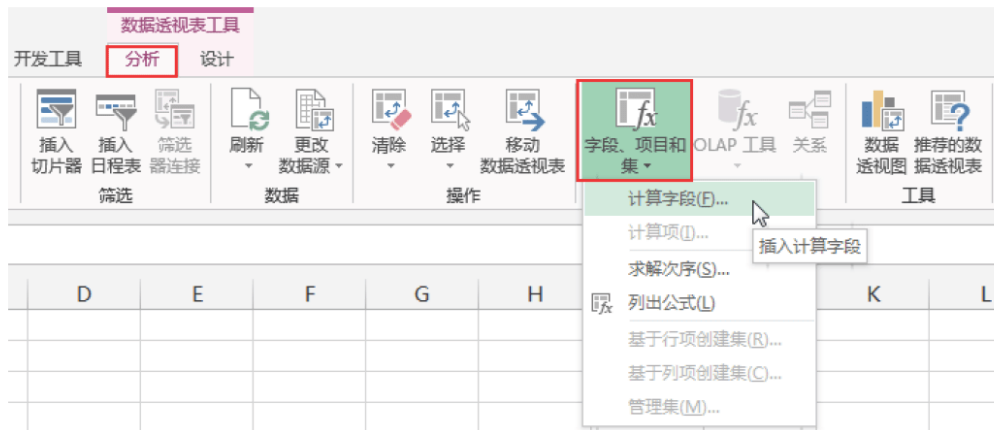 数据透视表工具
开发工具 分析 设计
插入切片器 插入日程表 筛选器连接 刷新 更改数据源 清除 选择 移动数据透视表 字段、项目和集 OLAP 工具 关系 数据透视图 推荐的数据透视表
筛选 数据 操作 工具
计算字段(F)...
计算项(I)...
插入计算字段
求解次序(S)...
列出公式(L)
基于行项创建集(R)...
基于列项创建集(C)...
管理集(M)...
D E F G H K L